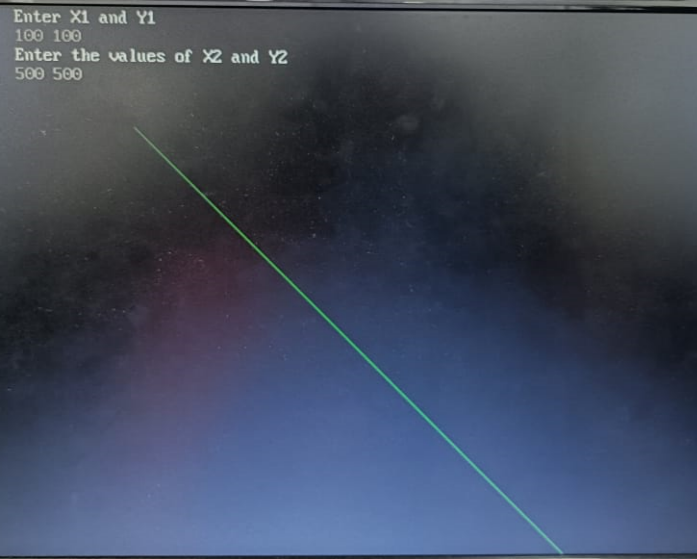 Enter X1 and Y1
100 100
Enter the values of X2 and Y2
500 500